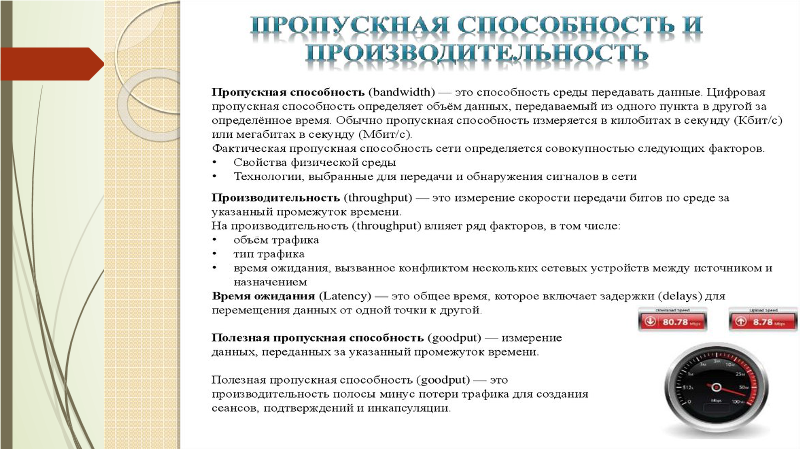 ПРОПУСКНАЯ СПОСОБНОСТЬ И
ПРОИЗВОДИТЕЛЬНОСТЬ
Пропускная способность (bandwidth) — это способность среды передавать данные. Цифровая
пропускная способность определяет объём данных, передаваемый из одного пункта в другой за
определённое время. Обычно пропускная способность измеряется в килобитах в секунду (Кбит/с)
или мегабитах в секунду (Мбит/с).
Фактическая пропускная способность сети определяется совокупностью следующих факторов.
• Свойства физической среды
• Технологии, выбранные для передачи и обнаружения сигналов в сети
Производительность (throughput) — это измерение скорости передачи битов по среде за
указанный промежуток времени.
На производительность (throughput) влияет ряд факторов, в том числе:
• объем трафика
• тип трафика
• время ожидания, вызванное конфликтом нескольких сетевых устройств между источником и
назначением
Время ожидания (Latency) — это общее время, которое включает задержки (delays) для
перемещения данных от одной точки к другой.
Download Speed
Upload Speed
80.78 Mbps
8.78 Mbps
Полезная пропускная способность (goodput) — измерение
данных, переданных за указанный промежуток времени.
Полезная пропускная способность (goodput) — это
производительность полосы минус потери трафика для создания
сеансов, подтверждений и инкапсуляции.